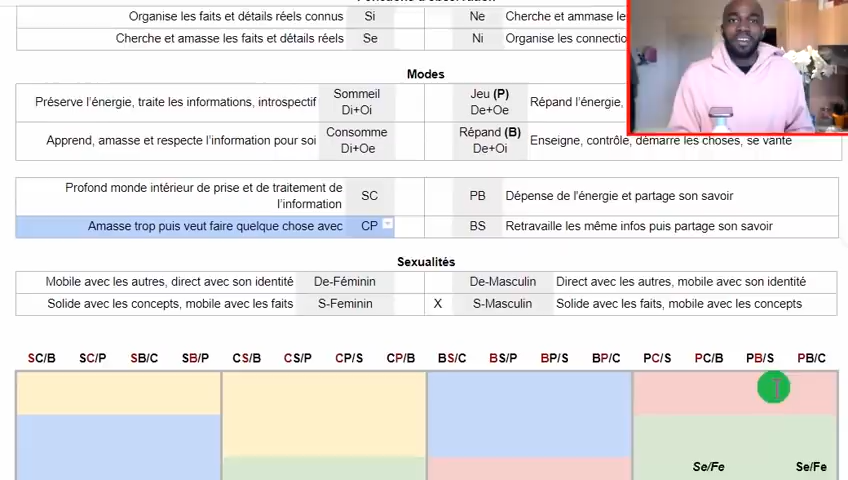 Organise les faits et détails réels connus Si Ne Cherche et ammase les
Cherche et amasse les faits et détails réels Se Ni Organise les connectio
Modes
Préserve l'énergie, traite les informations, introspectif Sommeil Di+Oi Jeu (P) De+Oe Répand l'énergie,
Apprend, amasse et respecte l'information pour soi Consomme Di+Oe Répand (B) De+Oi Enseigne, contrôle, démarre les choses, se vante
Profond monde intérieur de prise et de traitement de
l'information SC PB Dépense de l'énergie et partage son savoir
Amasse trop puis veut faire quelque chose avec CP BS Retravaille les même infos puis partage son savoir
Sexualités
Mobile avec les autres, direct avec son identité De-Féminin De-Masculin Direct avec les autres, mobile avec son identité
Solide avec les concepts, mobile avec les faits S-Feminin X S-Masculin Solide avec les faits, mobile avec les concepts
SC/B SC/P SB/C SB/P CS/B CS/P CP/S CP/B BS/C BS/P BP/S BP/C PC/S PC/B PB/S PB/C
Se/Fe Se/Fe